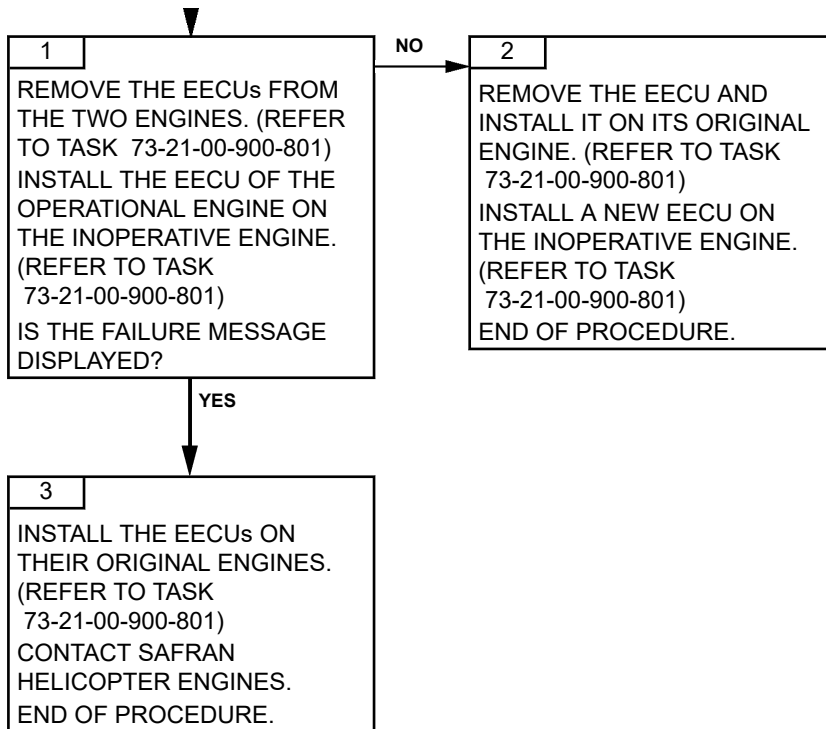 1
REMOVE THE EECUs FROM
THE TWO ENGINES. (REFER
TO TASK 73-21-00-900-801)
INSTALL THE EECU OF THE
OPERATIONAL ENGINE ON
THE INOPERATIVE ENGINE.
(REFER TO TASK
73-21-00-900-801)
IS THE FAILURE MESSAGE
DISPLAYED?
NO
2
REMOVE THE EECU AND
INSTALL IT ON ITS ORIGINAL
ENGINE. (REFER TO TASK
73-21-00-900-801)
INSTALL A NEW EECU ON
THE INOPERATIVE ENGINE.
(REFER TO TASK
73-21-00-900-801)
END OF PROCEDURE.
YES
3
INSTALL THE EECUs ON
THEIR ORIGINAL ENGINES.
(REFER TO TASK
73-21-00-900-801)
CONTACT SAFRAN
HELICOPTER ENGINES.
END OF PROCEDURE.